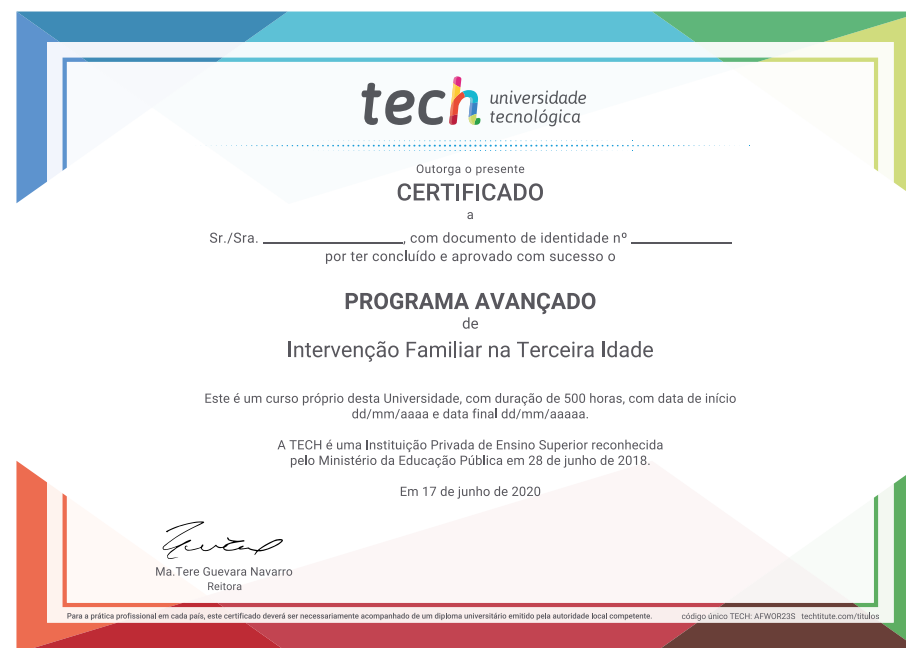 tech universidade
tecnológica
Outorga o presente
CERTIFICADO
a
Sr./Sra. ____________________, com documento de identidade nº ______________
por ter concluído e aprovado com sucesso o
PROGRAMA AVANÇADO
de
Intervenção Familiar na Terceira Idade
Este é um curso próprio desta Universidade, com duração de 500 horas, com data de início
dd/mm/aaaa e data final dd/mm/aaaaa.
A TECH é uma Instituição Privada de Ensino Superior reconhecida
pelo Ministério da Educação Pública em 28 de junho de 2018.
Em 17 de junho de 2020
Ma.Tere Guevara Navarro
Reitora
Para a prática profissional em cada país, este certificado deverá ser necessariamente acompanhado de um diploma universitário emitido pela autoridade local competente. código único TECH: AFWOR23S techtitute.com/titulos